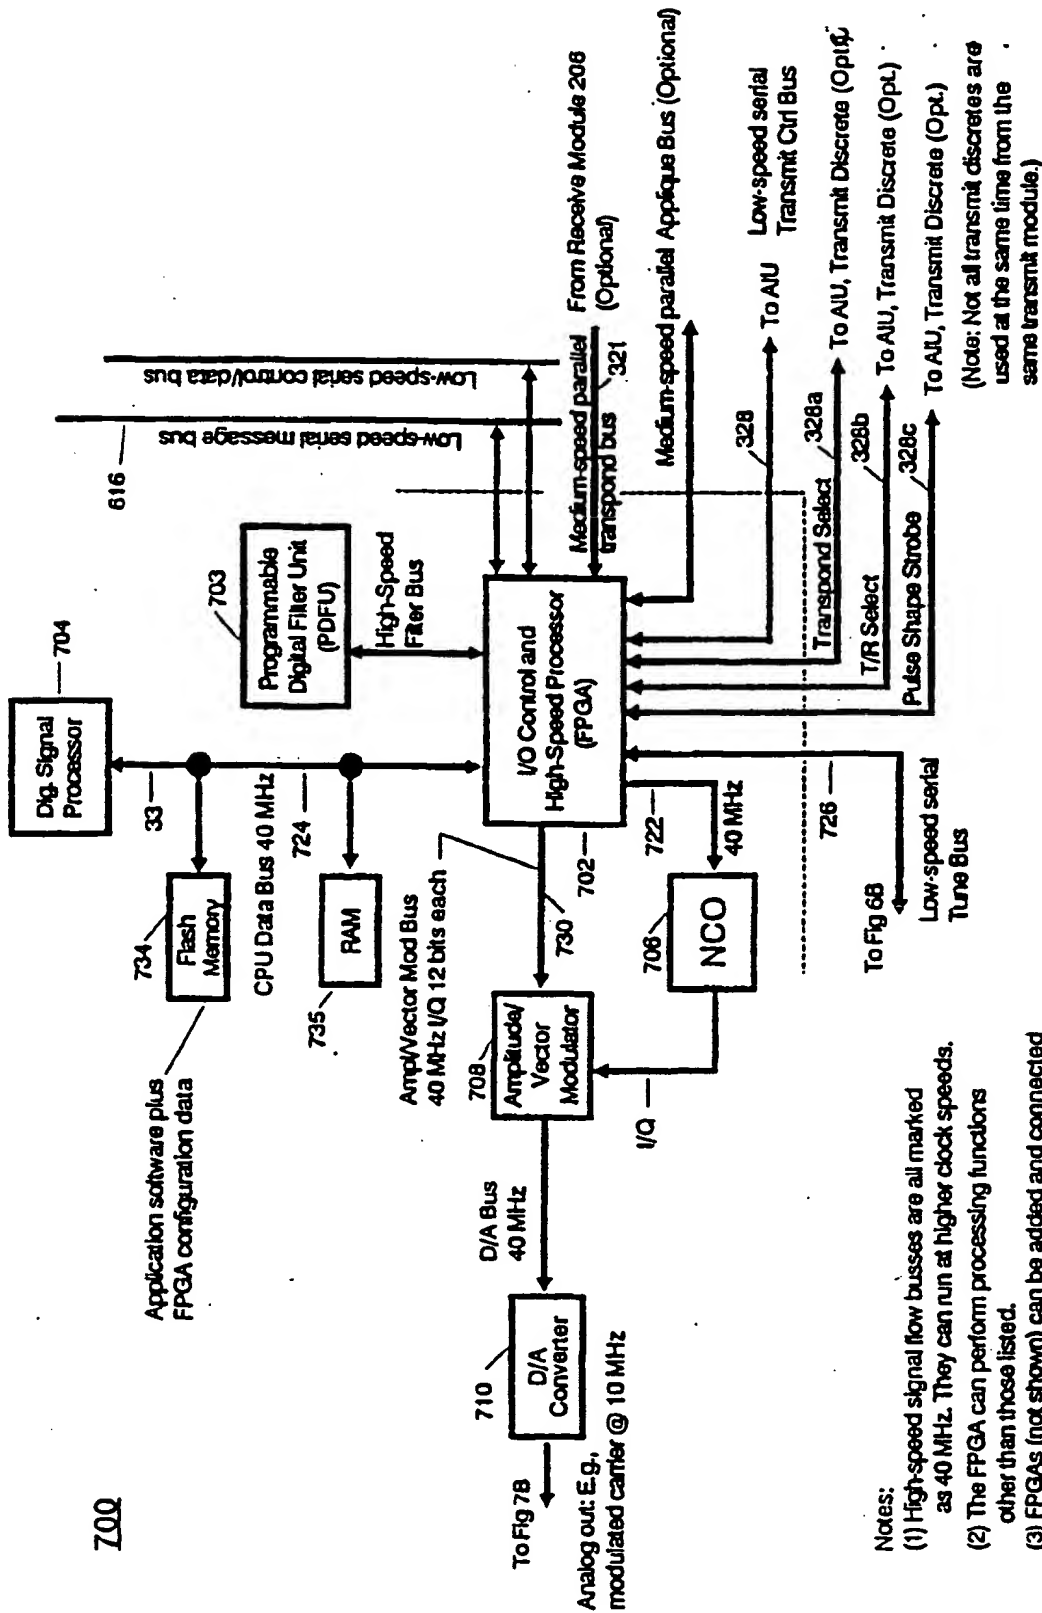 700
Dig. Signal
Processor
704
33
734
Flash
Memory
Application software plus
FPGA configuration data
CPU Data Bus 40 MHz
724
735
RAM
703
Programmable
Digital Filter Unit
(PDFU)
High-Speed
Filter Bus
616
Low-speed serial message bus
Low-speed serial control/data bus
Medium-speed parallel
transpond bus
321
From Receive Module 206
(Optional)
Medium-speed parallel Applique Bus (Optional)
I/O Control and
High-Speed Processor
(FPGA)
702
Ampl/Vector Mod Bus
40 MHz I/Q 12 bits each
730
722
40 MHz
706
NCO
I/Q
708
Amplitude/
Vector
Modulator
D/A Bus
40 MHz
710
D/A
Converter
To Fig 7B
Analog out: E.g.,
modulated carrier @ 10 MHz
328
To AIU
Low-speed serial
Transmit Ctrl Bus
Transpond Select
328a
To AIU, Transmit Discrete
T/R Select
328b
To AIU, Transmit Discrete (Opt.)
Pulse Shape Strobe
328c
To AIU, Transmit Discrete (Opt.)
(Note: Not all transmit discretes are
used at the same time from the
same transmit module.)
726
To Fig 6B
Low-speed serial
Tune Bus
Notes:
(1) High-speed signal flow busses are all marked
as 40 MHz. They can run at higher clock speeds.
(2) The FPGA can perform processing functions
other than those listed.
(3) FPGAs (not shown) can be added and connected